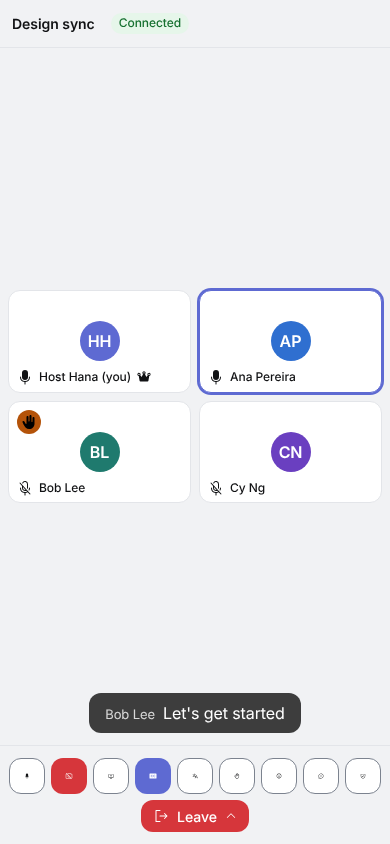 Design sync
Connected
HH
Host Hana (you)
AP
Ana Pereira
BL
Bob Lee
CN
Cy Ng
Bob Lee Let's get started
Leave